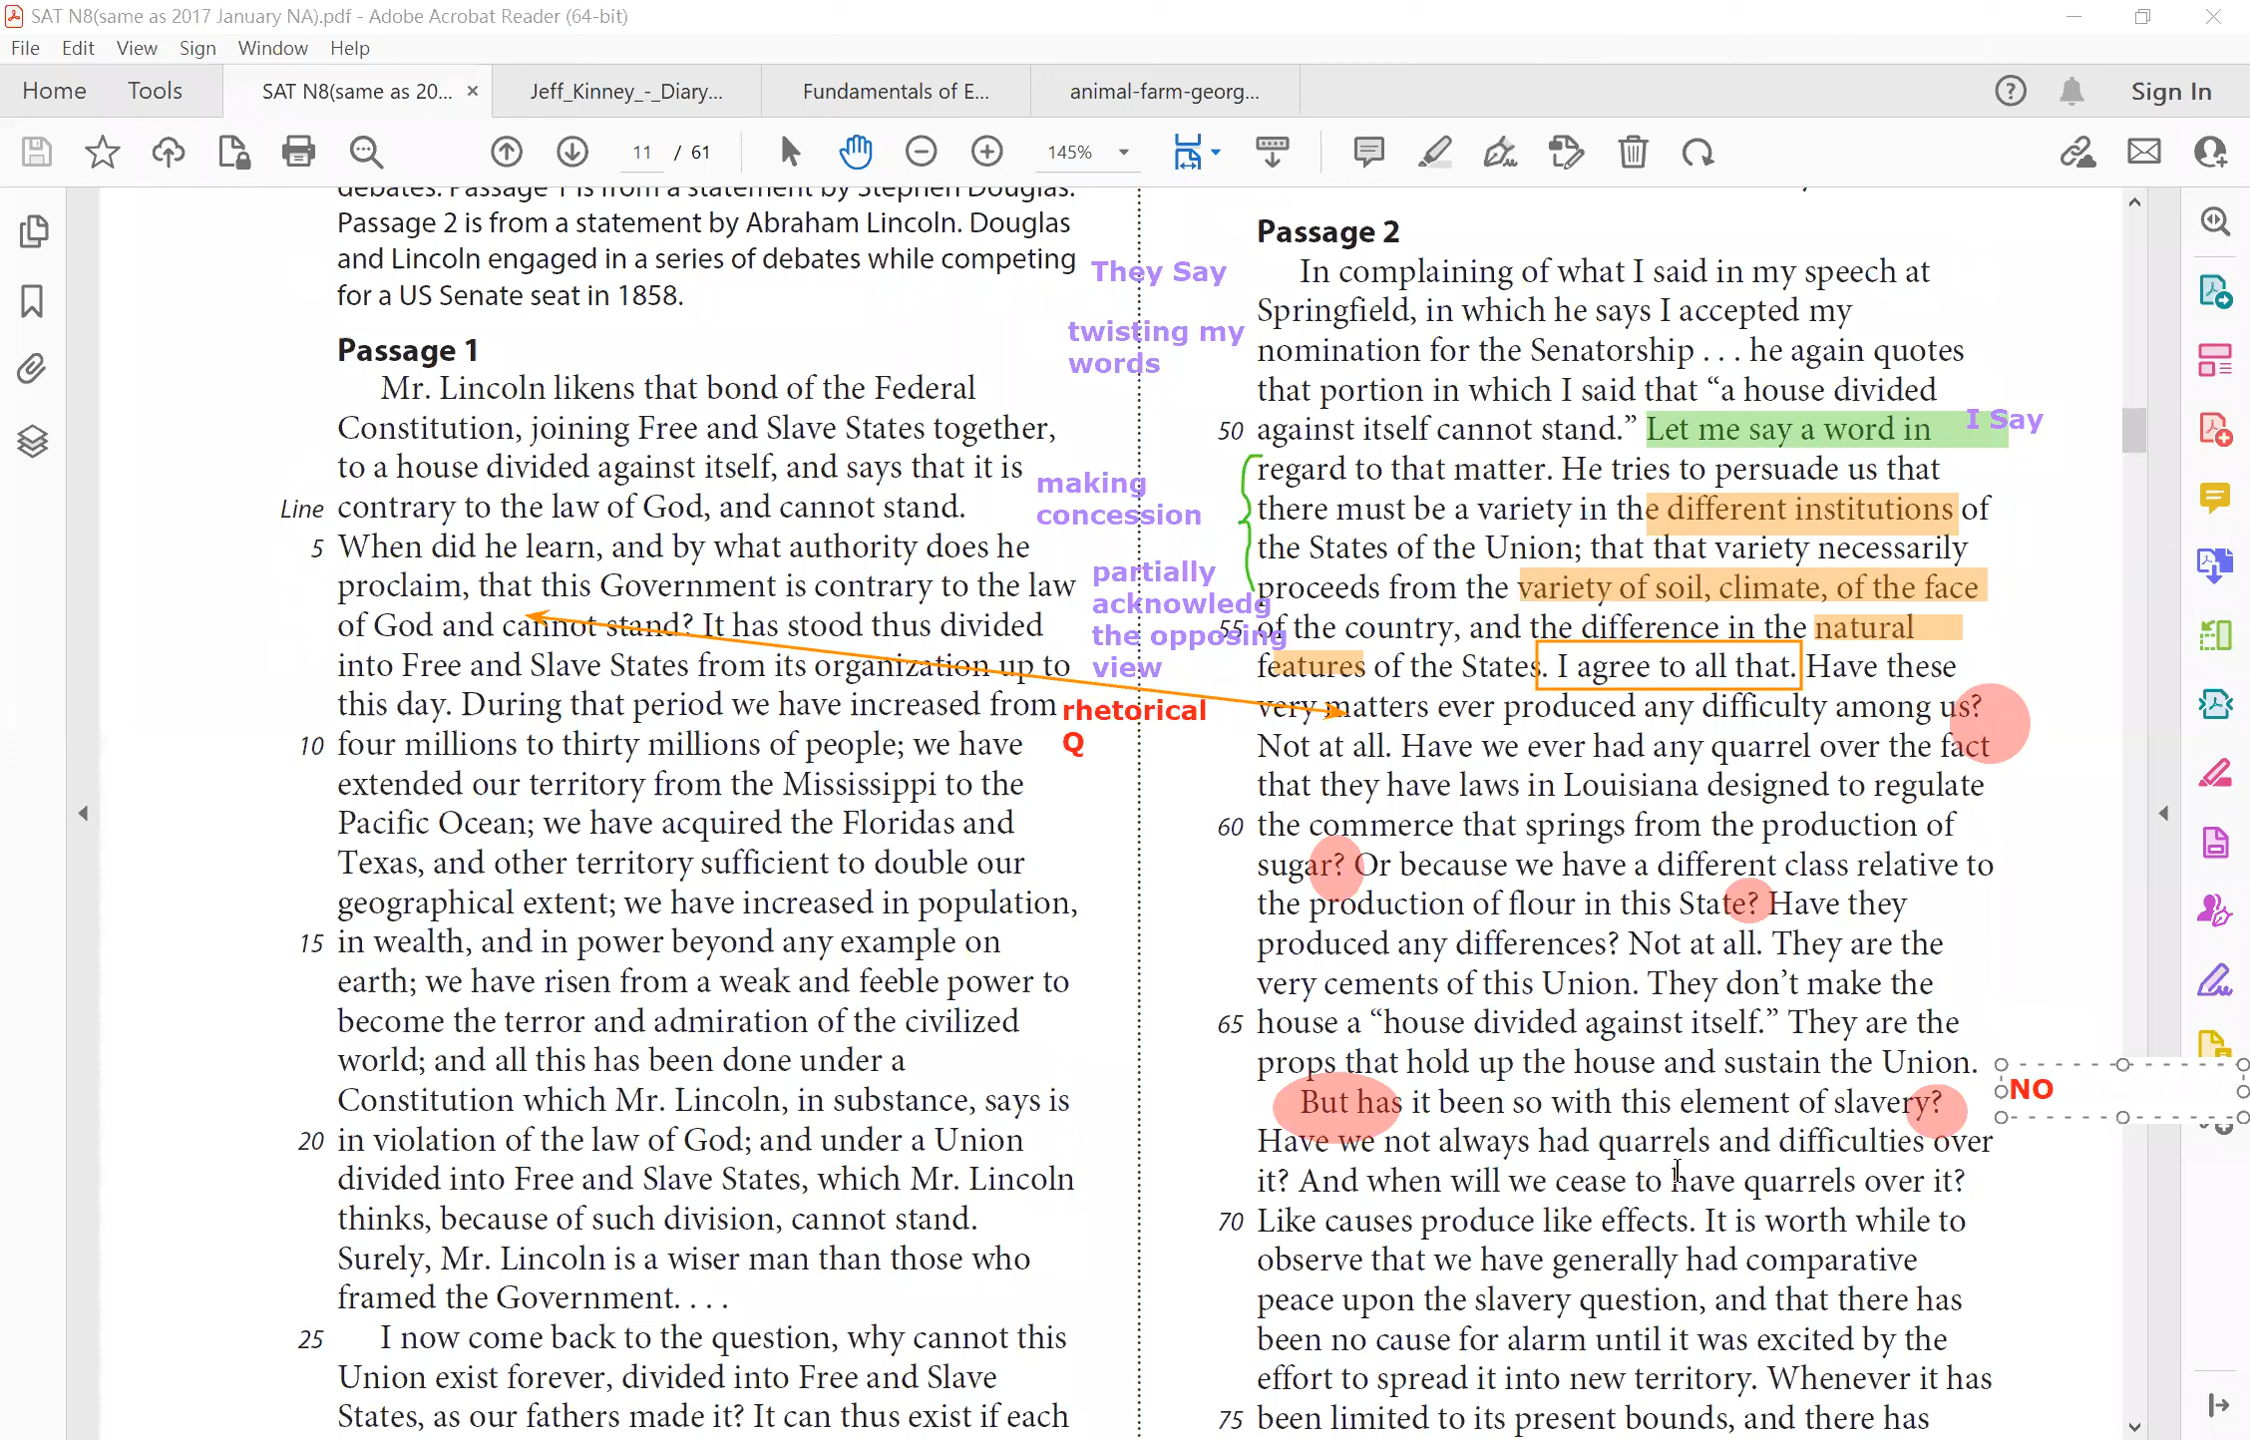 SAT N8(same as 2017 January NA).pdf - Adobe Acrobat Reader (64-bit)
File Edit View Sign Window Help
Home Tools SAT N8(same as 20... × Jeff_Kinney_-_Diary... Fundamentals of E... animal-farm-georg... Sign In
11 / 61 145%
debates. Passage 1 is from a statement by Stephen Douglas.
Passage 2 is from a statement by Abraham Lincoln. Douglas
and Lincoln engaged in a series of debates while competing
for a US Senate seat in 1858.
Passage 1
Mr. Lincoln likens that bond of the Federal
Constitution, joining Free and Slave States together,
to a house divided against itself, and says that it is
Line contrary to the law of God, and cannot stand.
5 When did he learn, and by what authority does he
proclaim, that this Government is contrary to the law
of God and cannot stand? It has stood thus divided
into Free and Slave States from its organization up to
this day. During that period we have increased from
10 four millions to thirty millions of people; we have
extended our territory from the Mississippi to the
Pacific Ocean; we have acquired the Floridas and
Texas, and other territory sufficient to double our
geographical extent; we have increased in population,
15 in wealth, and in power beyond any example on
earth; we have risen from a weak and feeble power to
become the terror and admiration of the civilized
world; and all this has been done under a
Constitution which Mr. Lincoln, in substance, says is
20 in violation of the law of God; and under a Union
divided into Free and Slave States, which Mr. Lincoln
thinks, because of such division, cannot stand.
Surely, Mr. Lincoln is a wiser man than those who
framed the Government. . . .
25 I now come back to the question, why cannot this
Union exist forever, divided into Free and Slave
States, as our fathers made it? It can thus exist if each
They Say
twisting my
words
making
concession
partially
acknowledg
the opposing
view
rhetorical
Q
Passage 2
In complaining of what I said in my speech at
Springfield, in which he says I accepted my
nomination for the Senatorship . . . he again quotes
that portion in which I said that “a house divided
50 against itself cannot stand.” Let me say a word in
I Say
regard to that matter. He tries to persuade us that
there must be a variety in the different institutions of
the States of the Union; that that variety necessarily
proceeds from the variety of soil, climate, of the face
55 of the country, and the difference in the natural
features of the States. I agree to all that. Have these
very matters ever produced any difficulty among us?
Not at all. Have we ever had any quarrel over the fact
that they have laws in Louisiana designed to regulate
60 the commerce that springs from the production of
sugar? Or because we have a different class relative to
the production of flour in this State? Have they
produced any differences? Not at all. They are the
very cements of this Union. They don’t make the
65 house a “house divided against itself.” They are the
props that hold up the house and sustain the Union.
But has it been so with this element of slavery?
NO
Have we not always had quarrels and difficulties over
it? And when will we cease to have quarrels over it?
70 Like causes produce like effects. It is worth while to
observe that we have generally had comparative
peace upon the slavery question, and that there has
been no cause for alarm until it was excited by the
effort to spread it into new territory. Whenever it has
75 been limited to its present bounds, and there has